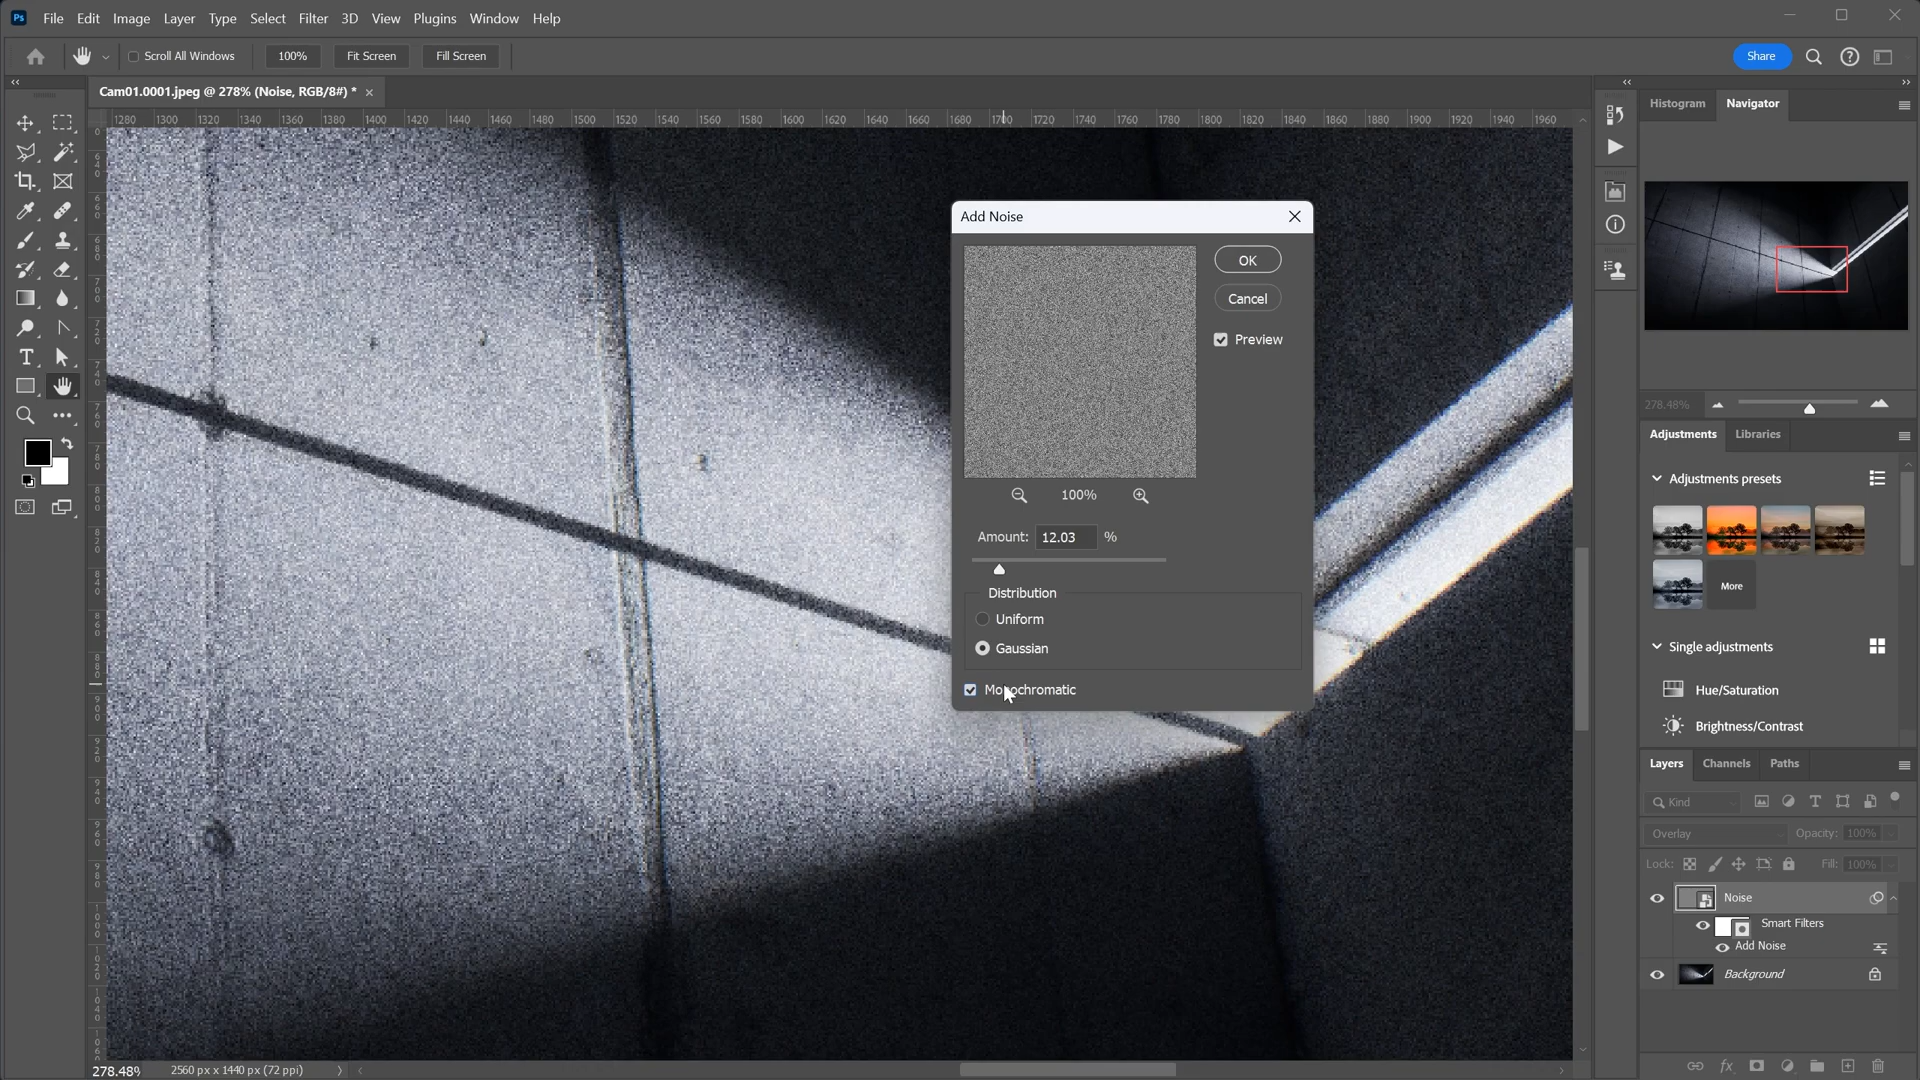 Ps File Edit Image Layer Type Select Filter 3D View Plugins Window Help
Scroll All Windows 100% Fit Screen Fill Screen Share
Cam01.0001.jpeg @ 278% (Noise, RGB/8#) * ×
1280 1300 1320 1340 1360 1380 1400 1420 1440 1460 1480 1500 1520 1540 1560 1580 1600 1620 1640 1660 1680 1700 1720 1740 1760 1780 1800 1820 1840 1860 1880 1900 1920 1940 1960
Histogram Navigator
Add Noise
OK
Cancel
Preview
100%
Amount: 12.03 %
Distribution
Uniform
Gaussian
Monochromatic
278.48%
Adjustments Libraries
Adjustments presets
More
Single adjustments
Hue/Saturation
Brightness/Contrast
Layers Channels Paths
Kind
Overlay Opacity: 100%
Lock: Fill: 100%
Noise
Smart Filters
Add Noise
Background
fx
278.48% 2560 px x 1440 px (72 ppi)